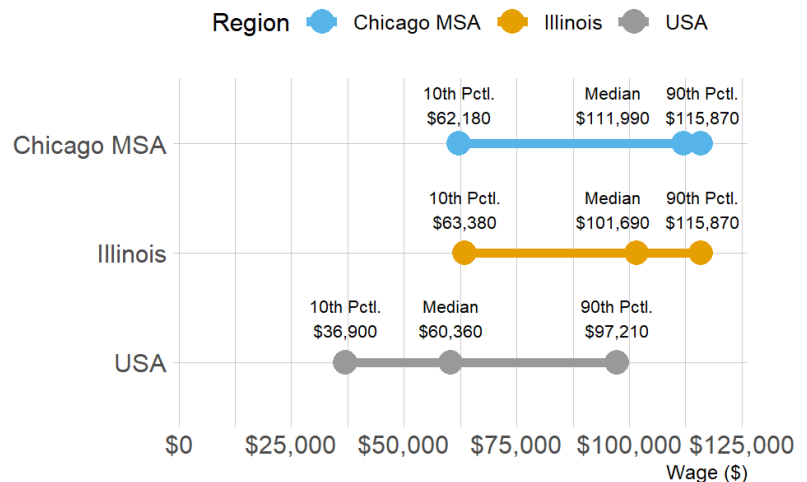 Region Chicago MSA Illinois USA
10th Pctl. Median 90th Pctl.
$62,180 $111,990 $115,870
Chicago MSA
10th Pctl. Median 90th Pctl.
$63,380 $101,690 $115,870
Illinois
10th Pctl. Median 90th Pctl.
$36,900 $60,360 $97,210
USA
$0 $25,000 $50,000 $75,000 $100,000 $125,000
Wage ($)